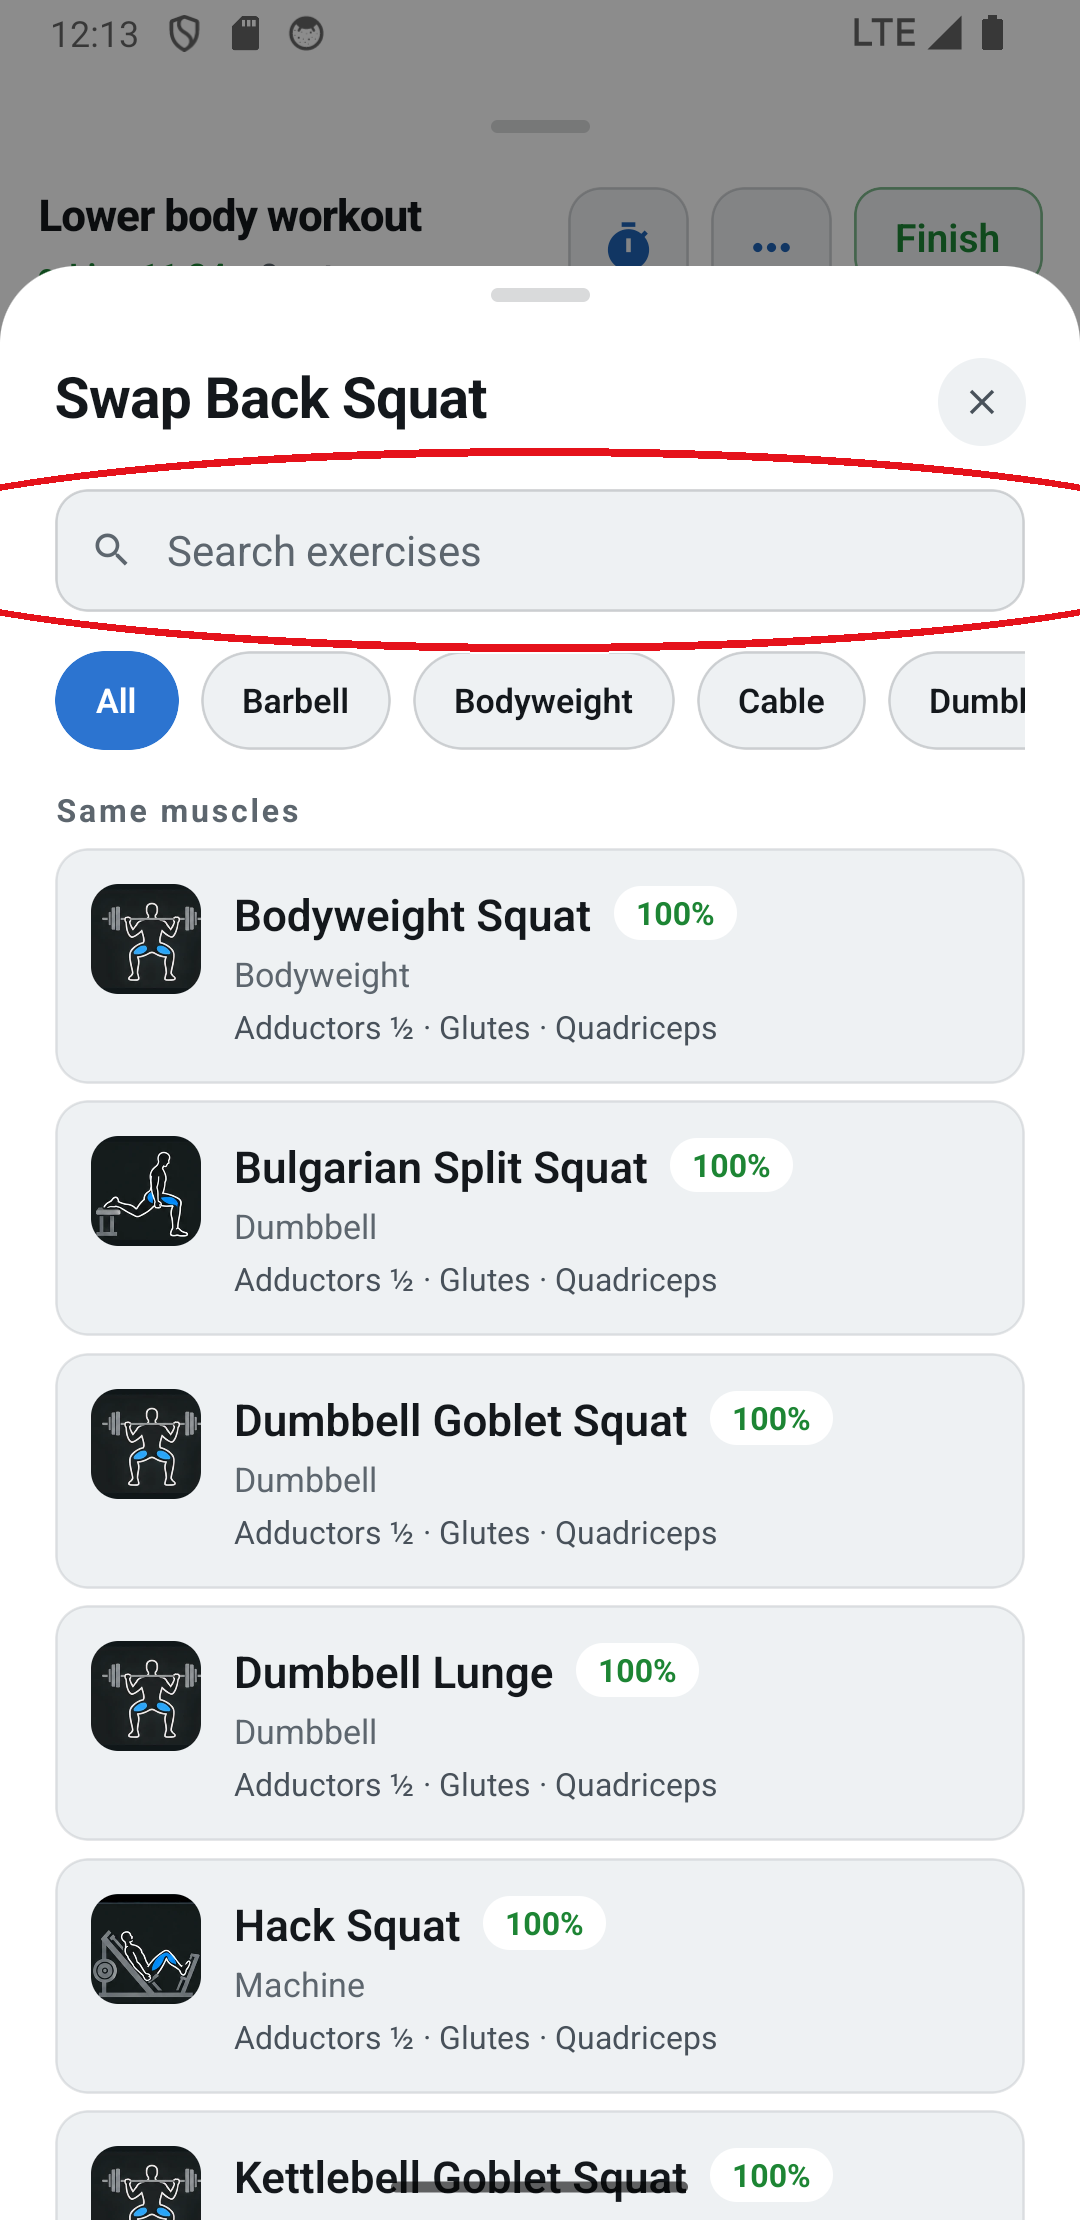 12:13
LTE
Lower body workout
Finish
Swap Back Squat
Search exercises
All
Barbell
Bodyweight
Cable
Dumbl
Same muscles
Bodyweight Squat 100%
Bodyweight
Adductors ½ · Glutes · Quadriceps
Bulgarian Split Squat 100%
Dumbbell
Adductors ½ · Glutes · Quadriceps
Dumbbell Goblet Squat 100%
Dumbbell
Adductors ½ · Glutes · Quadriceps
Dumbbell Lunge 100%
Dumbbell
Adductors ½ · Glutes · Quadriceps
Hack Squat 100%
Machine
Adductors ½ · Glutes · Quadriceps
Kettlebell Goblet Squat 100%